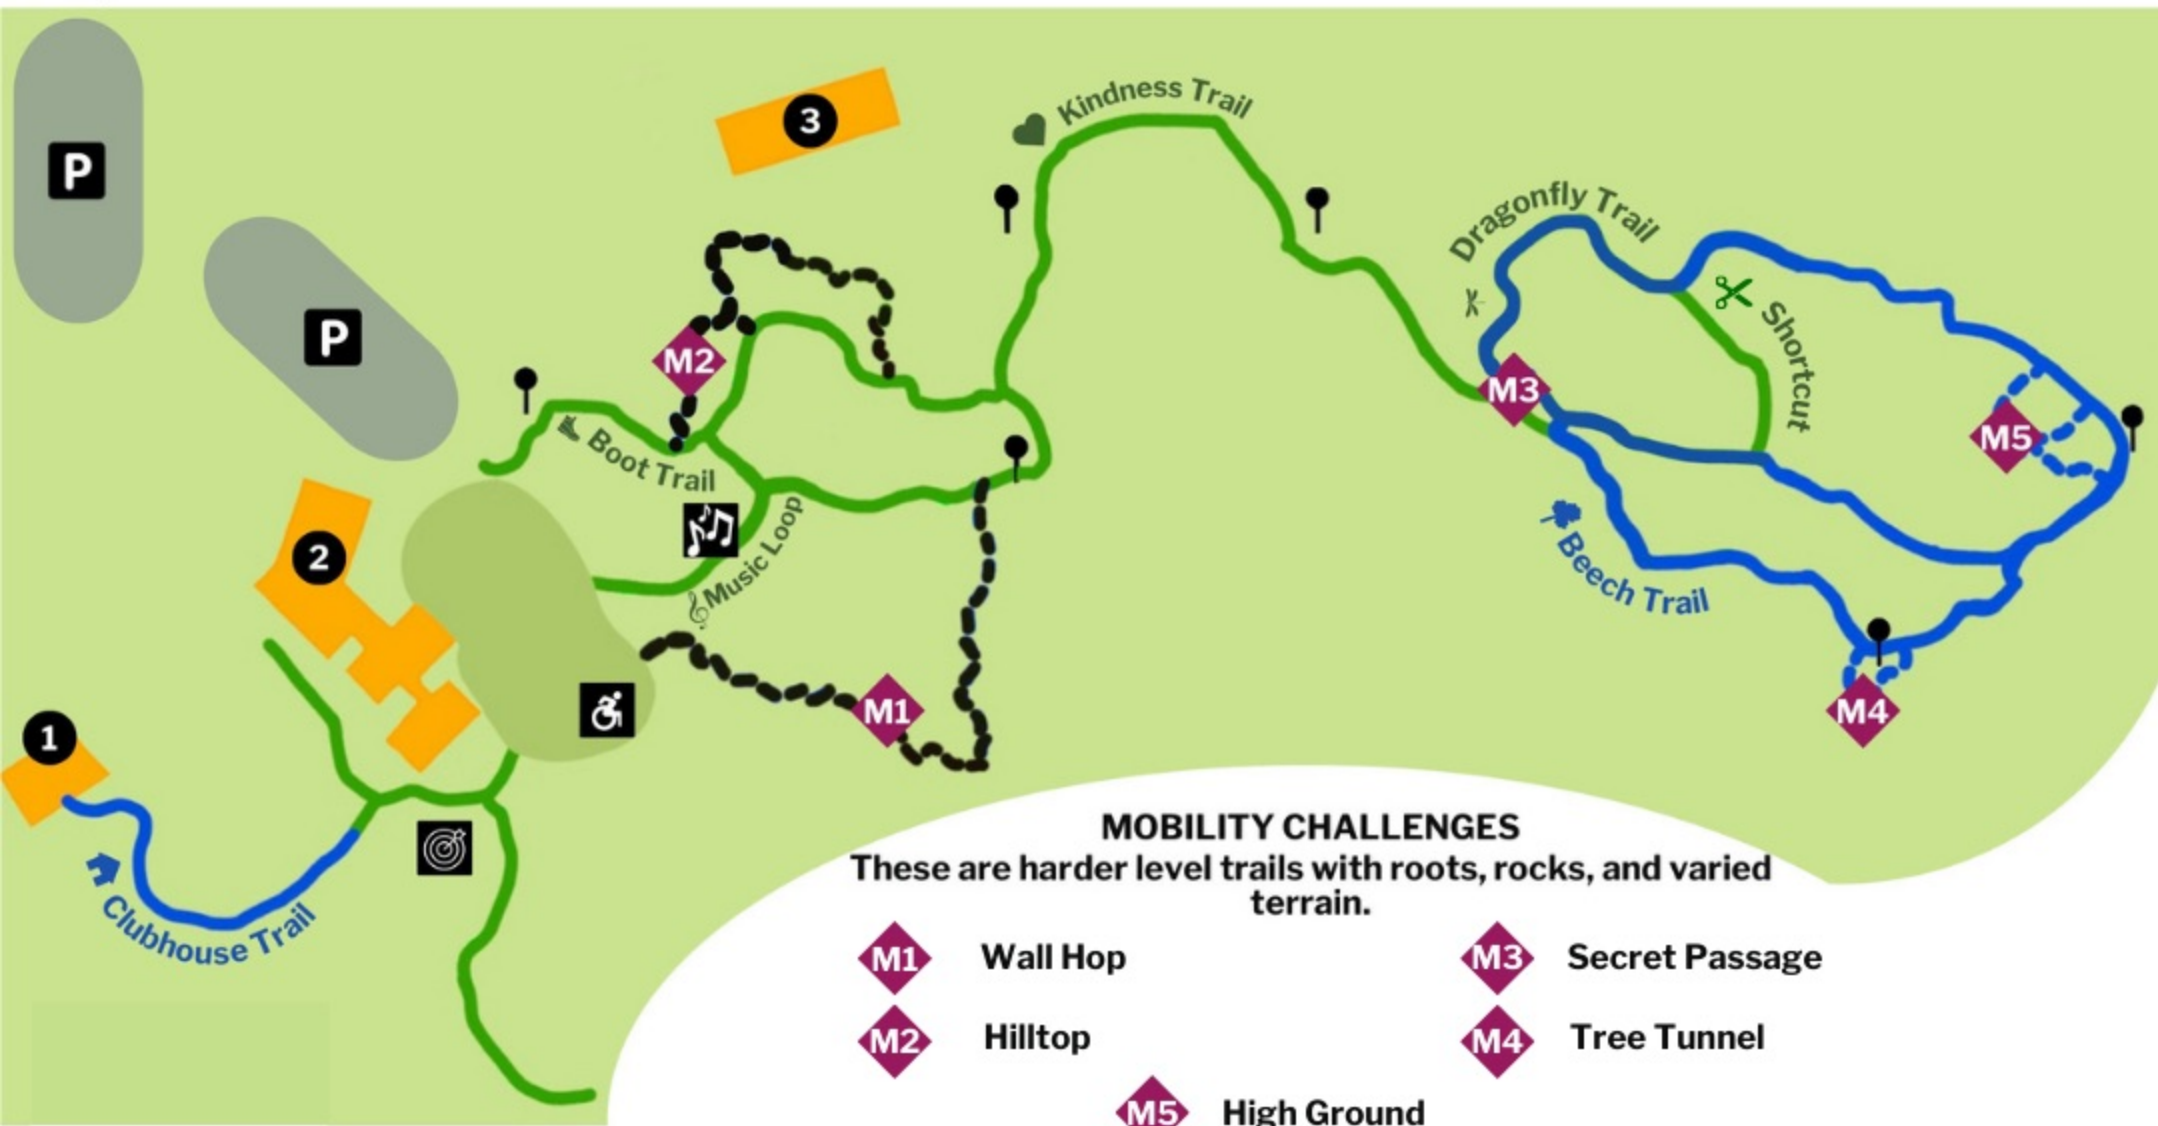 P
P
3
Kindness Trail
Dragonfly Trail
Shortcut
M2
M3
M5
Boot Trail
Music Loop
2
Beech Trail
1
M1
M4
Clubhouse Trail
MOBILITY CHALLENGES
These are harder level trails with roots, rocks, and varied
terrain.
M1 Wall Hop
M3 Secret Passage
M2 Hilltop
M4 Tree Tunnel
M5 High Ground